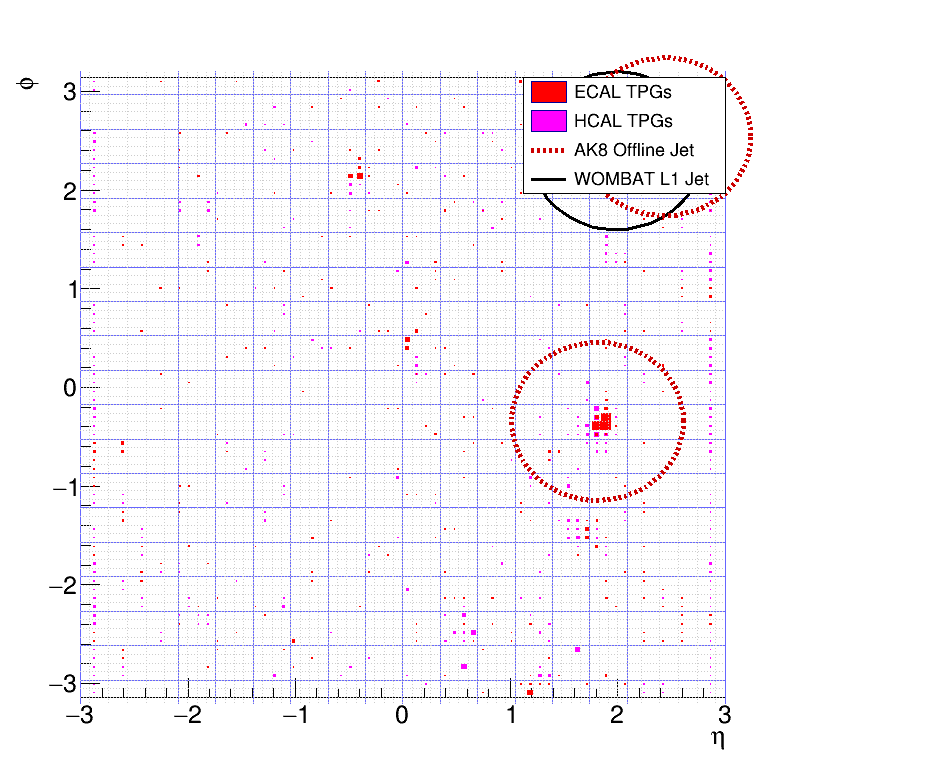 ϕ
3
2
1
0
−1
−2
−3
ECAL TPGs
HCAL TPGs
AK8 Offline Jet
WOMBAT L1 Jet
−3 −2 −1 0 1 2 3
η